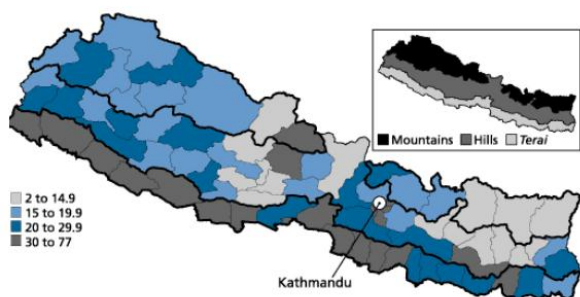 Mountains Hills Terai
2 to 14.9
15 to 19.9
20 to 29.9
30 to 77
Kathmandu